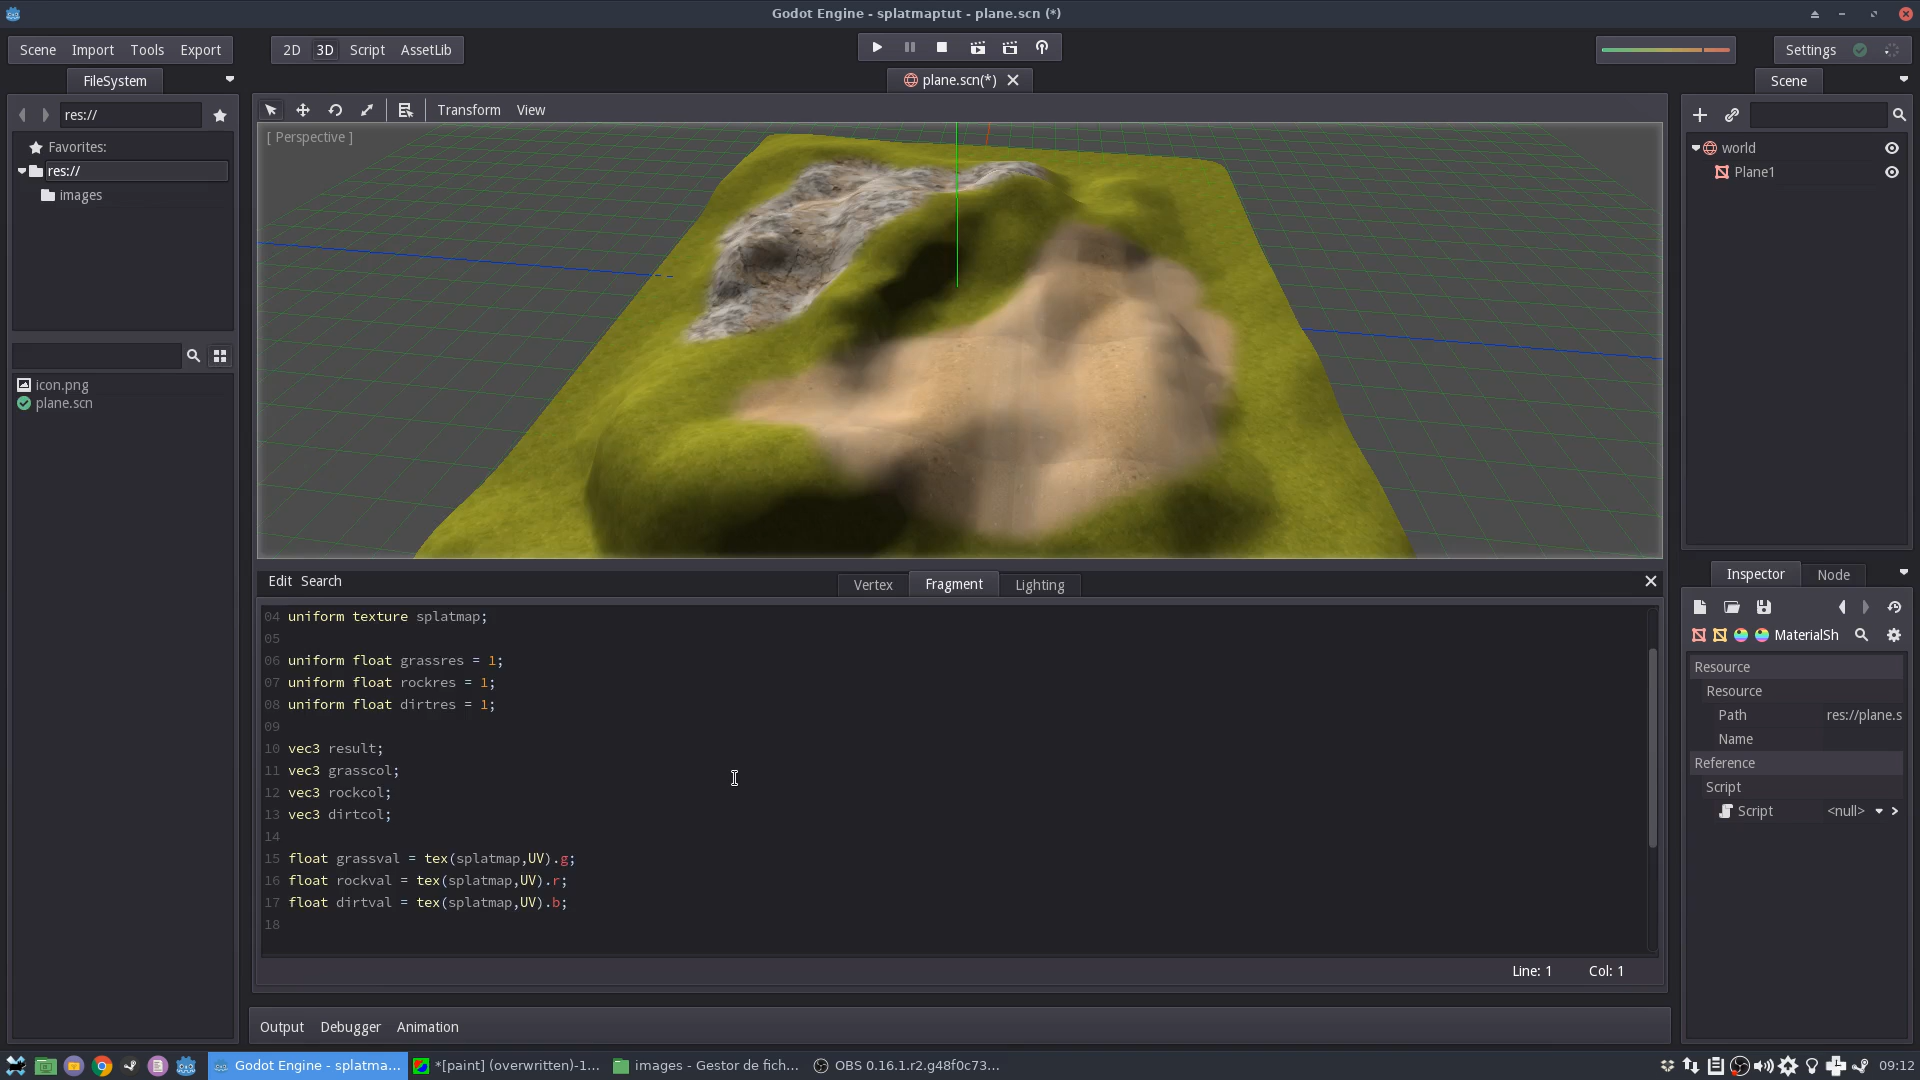 Godot Engine - splatmaptut - plane.scn (*)
Scene Import Tools Export
2D 3D Script AssetLib
Settings
FileSystem
plane.scn(*)
Scene
res://
Transform View
Favorites:
res://
images
[ Perspective ]
world
Plane1
icon.png
plane.scn
Edit Search
Vertex Fragment Lighting
Inspector Node
04 uniform texture splatmap;
05
06 uniform float grassres = 1;
07 uniform float rockres = 1;
08 uniform float dirtres = 1;
09
10 vec3 result;
11 vec3 grasscol;
12 vec3 rockcol;
13 vec3 dirtcol;
14
15 float grassval = tex(splatmap,UV).g;
16 float rockval = tex(splatmap,UV).r;
17 float dirtval = tex(splatmap,UV).b;
18
MaterialSh
Resource
Resource
Path res://plane.s
Name
Reference
Script
Script <null>
Line: 1 Col: 1
Output Debugger Animation
Godot Engine - splatma...
*[paint] (overwritten)-1...
images - Gestor de fich...
OBS 0.16.1.r2.g48f0c73...
09:12